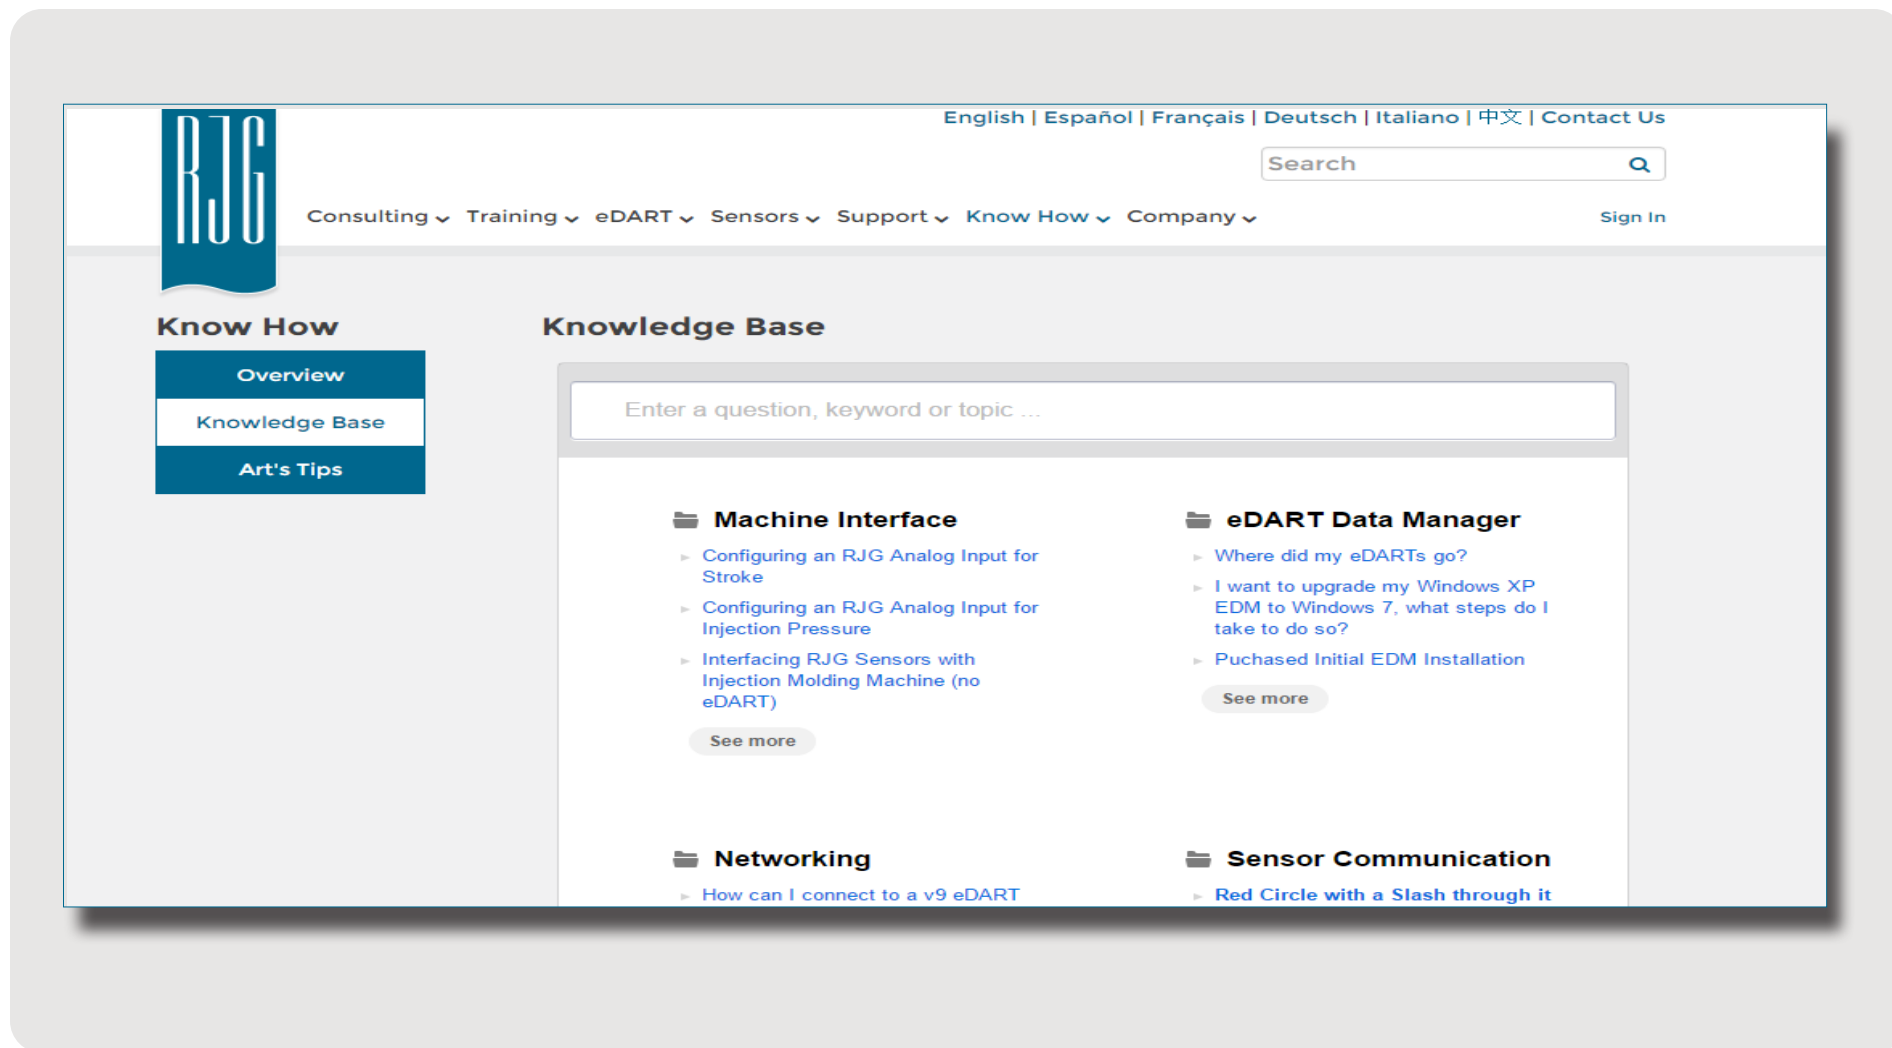 RJG
English | Español | Français | Deutsch | Italiano | 中文 | Contact Us
Search
Consulting Training eDART Sensors Support Know How Company Sign In
Know How
Overview
Knowledge Base
Art's Tips
Knowledge Base
Enter a question, keyword or topic ...
Machine Interface
Configuring an RJG Analog Input for
Stroke
Configuring an RJG Analog Input for
Injection Pressure
Interfacing RJG Sensors with
Injection Molding Machine (no
eDART)
See more
eDART Data Manager
Where did my eDARTs go?
I want to upgrade my Windows XP
EDM to Windows 7, what steps do I
take to do so?
Puchased Initial EDM Installation
See more
Networking
How can I connect to a v9 eDART
Sensor Communication
Red Circle with a Slash through it